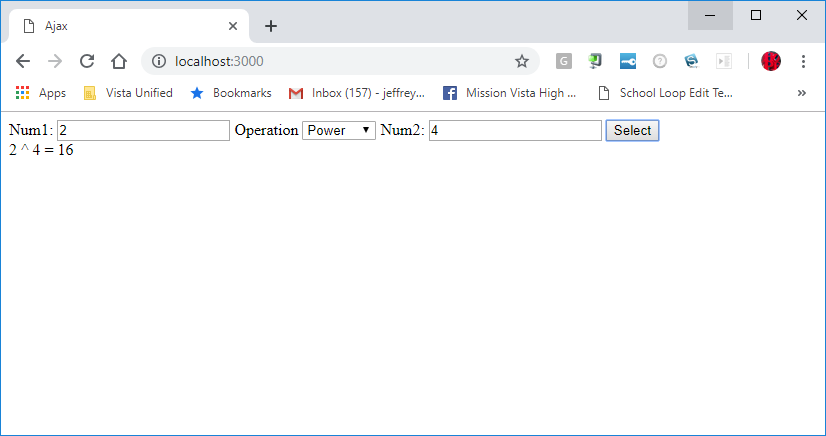 Ajax
localhost:3000
G
Apps Vista Unified Bookmarks Inbox (157) - jeffrey... Mission Vista High ... School Loop Edit Te... »
Num1: 2 Operation Power Num2: 4 Select
2 ^ 4 = 16